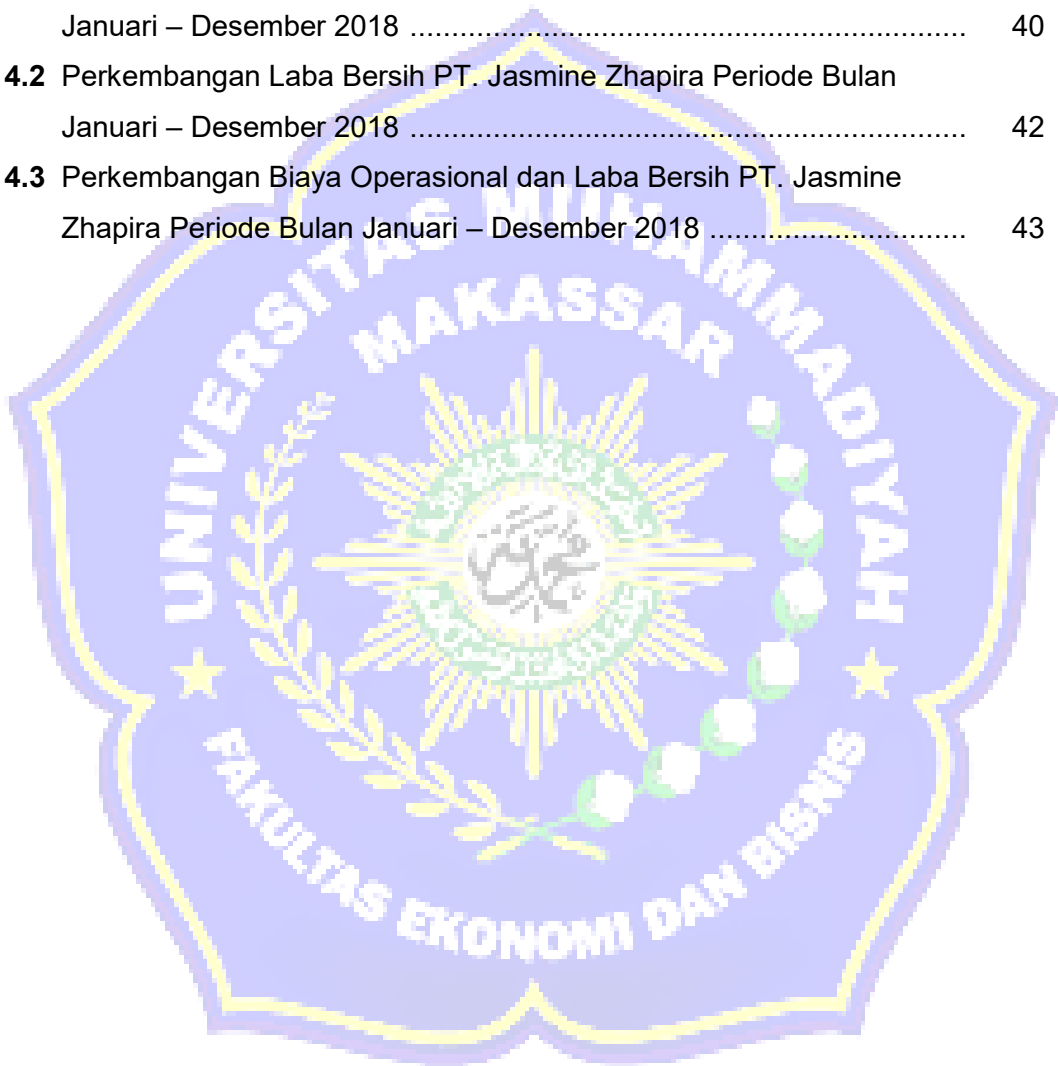 Januari – Desember 2018 .................................................................... 40
4.2 Perkembangan Laba Bersih PT. Jasmine Zhapira Periode Bulan
Januari – Desember 2018 .................................................................... 42
4.3 Perkembangan Biaya Operasional dan Laba Bersih PT. Jasmine
Zhapira Periode Bulan Januari – Desember 2018 ............................... 43
UNIVERSITAS MUHAMMADIYAH
MAKASSAR
FAKULTAS EKONOMI DAN BISNIS